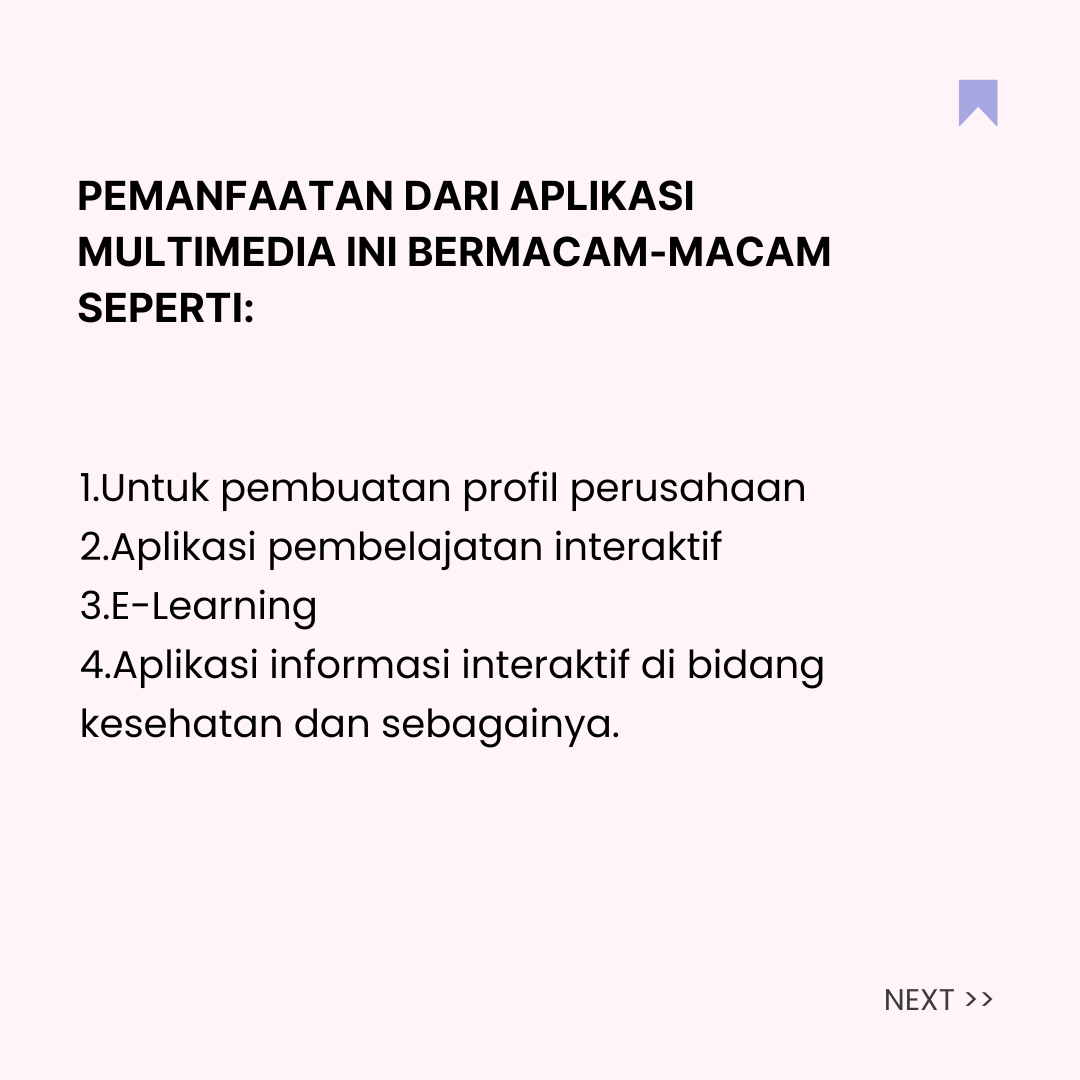 PEMANFAATAN DARI APLIKASI
MULTIMEDIA INI BERMACAM-MACAM
SEPERTI:
1.Untuk pembuatan profil perusahaan
2.Aplikasi pembelajatan interaktif
3.E-Learning
4.Aplikasi informasi interaktif di bidang
kesehatan dan sebagainya.
NEXT >>